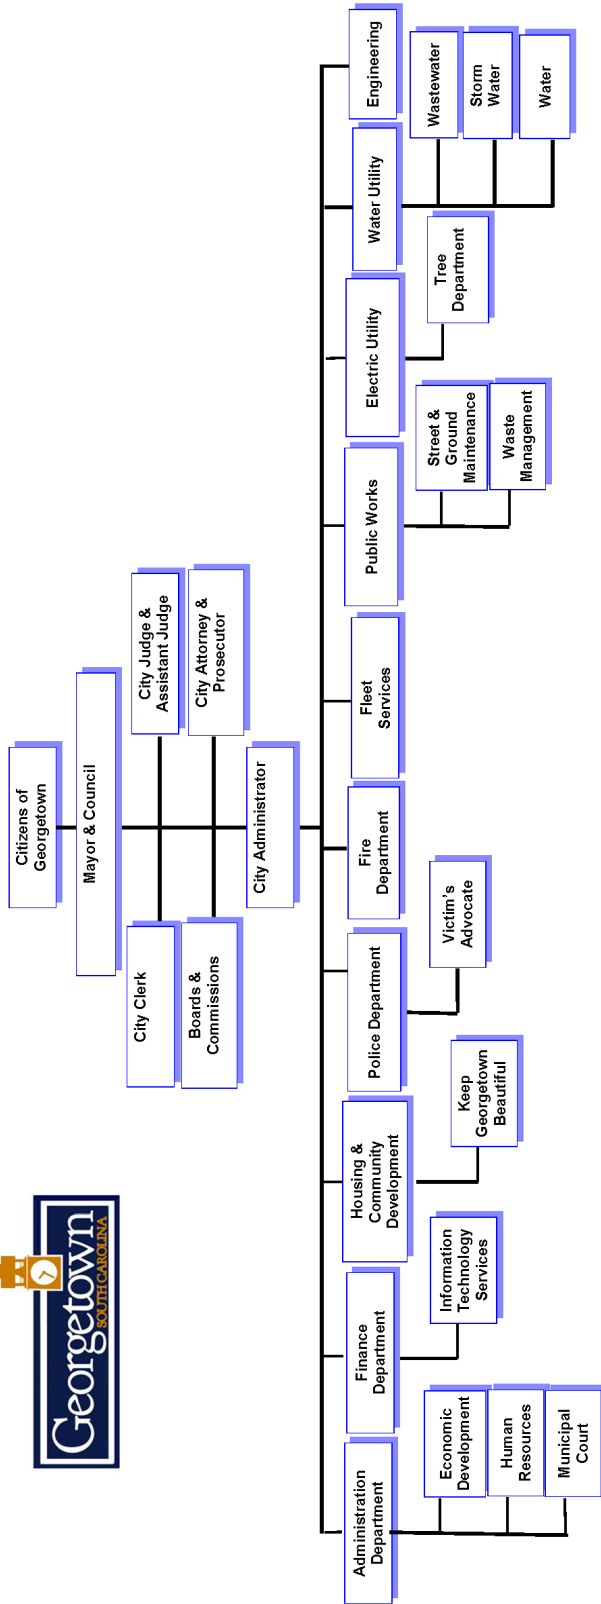 Georgetown
SOUTH CAROLINA
Citizens of
Georgetown
Mayor & Council
City Clerk
City Judge &
Assistant Judge
Boards &
Commissions
City Attorney &
Prosecutor
City Administrator
Administration
Department
Finance
Department
Housing &
Community
Development
Police Department
Fire
Department
Fleet
Services
Public Works
Electric Utility
Water Utility
Engineering
Economic
Development
Human
Resources
Municipal
Court
Information
Technology
Services
Keep
Georgetown
Beautiful
Victim's
Advocate
Street &
Ground
Maintenance
Waste
Management
Tree
Department
Wastewater
Storm
Water
Water